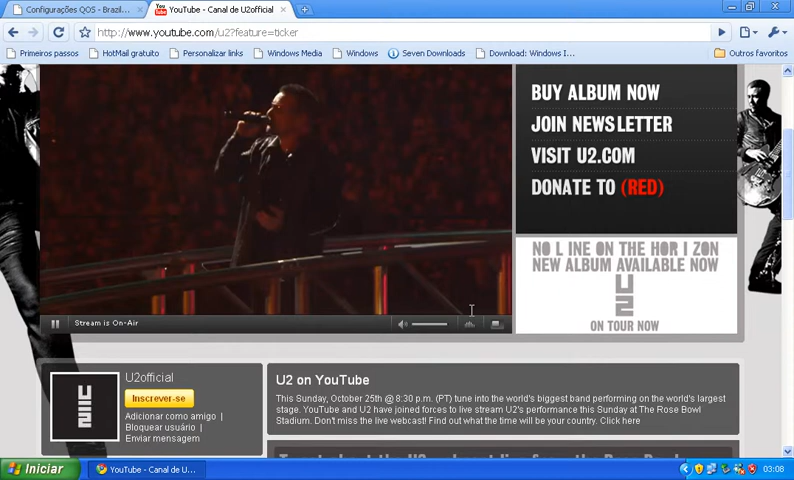 Configurações QOS - Brazil...
YouTube - Canal de U2official
http://www.youtube.com/u2?feature=ticker
Primeiros passos
HotMail gratuito
Personalizar links
Windows Media
Windows
Seven Downloads
Download: Windows I...
Outros favoritos
BUY ALBUM NOW
JOIN NEWSLETTER
VISIT U2.COM
DONATE TO (RED)
NO L INE ON THE HOR I ZON
NEW ALBUM AVAILABLE NOW
U2
ON TOUR NOW
Stream is On-Air
U2
U2official
Inscrever-se
Adicionar como amigo |
Bloquear usuário |
Enviar mensagem
U2 on YouTube
This Sunday, October 25th @ 8:30 p.m. (PT) tune into the world's biggest band performing on the world's largest
stage. YouTube and U2 have joined forces to live stream U2's performance this Sunday at The Rose Bowl
Stadium. Don't miss the live webcast! Find out what the time will be your country. Click here
Iniciar
YouTube - Canal de U...
03:08